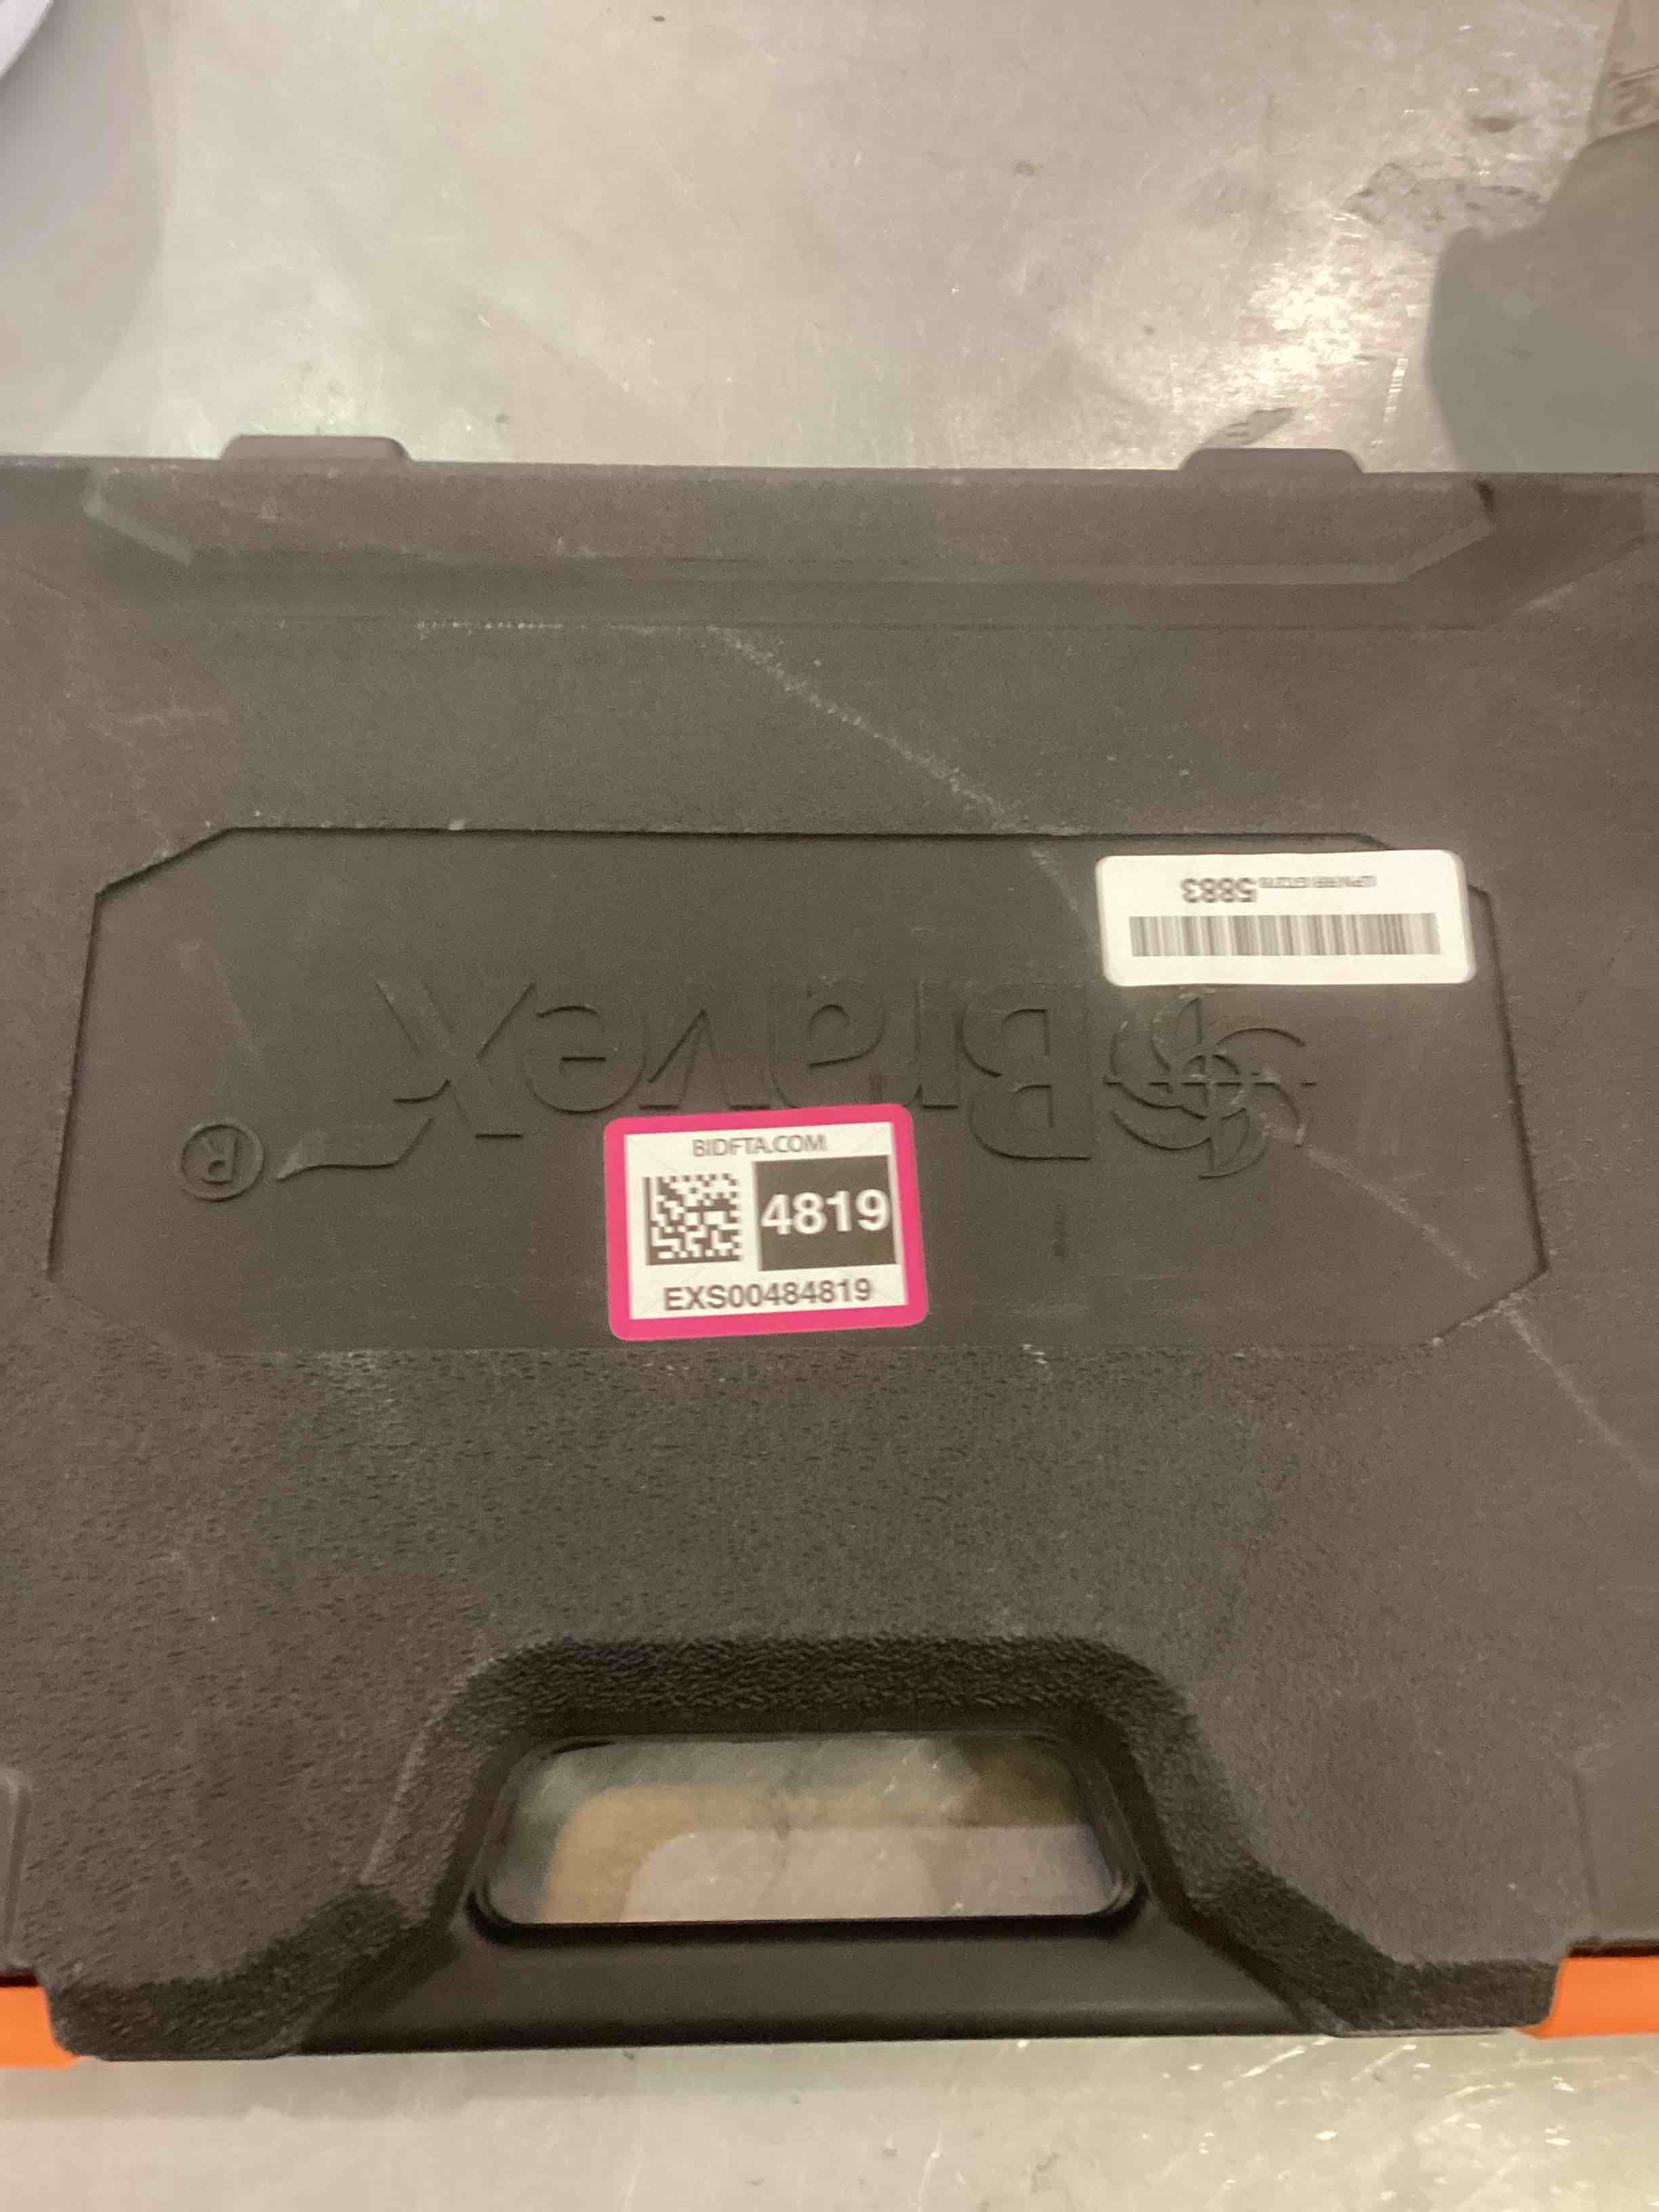 5883
BraveX
®
BIDFTA.COM
4819
EXS00484819